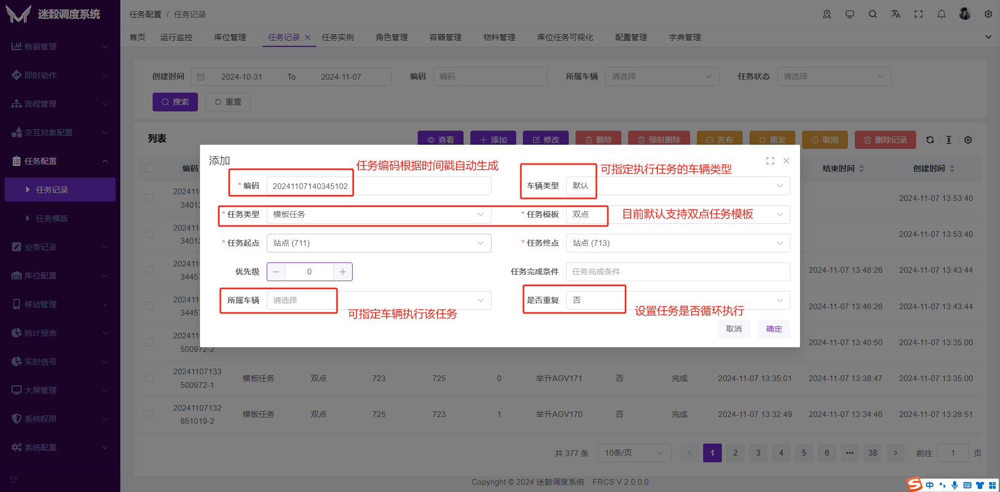 迷穀调度系统
任务配置 / 任务记录
首页 运行监控 库位管理 任务记录 任务实例 角色管理 容器管理 物料管理 库位任务可视化 配置管理 字典管理
数据管理
即时动作
流程管理
交互对象配置
任务配置
任务记录
任务模版
业务记录
库位配置
移动管理
统计报表
实时信号
大屏管理
系统权限
系统配置
创建时间 2024-10-31 To 2024-11-07 编码 编码 所属车辆 请选择 任务状态 请选择
搜索 重置
列表 查看 添加 修改 删除 强制删除 发布 重发 取消 删除记录
编码 结束时间 创建时间
添加
任务编码根据时间戳自动生成
可指定执行任务的车辆类型
* 编码 20241107140345102 车辆类型 默认
* 任务类型 模板任务 * 任务模板 双点 目前默认支持双点任务模板
* 任务起点 站点 (711) * 任务终点 站点 (713)
优先级 0 任务完成条件 任务完成条件
所属车辆 请选择 是否重复 否
可指定车辆执行该任务 设置任务是否循环执行
取消 确定
202411
3401
2024-11-07 13:53:40
202411
3401
2024-11-07 13:53:40
202411
3445
2024-11-07 13:48:26 2024-11-07 13:43:44
202411
3445
2024-11-07 13:46:26 2024-11-07 13:43:44
202411
500972-2
2024-11-07 13:40:50 2024-11-07 13:35:00
20241107133
500972-1
模板任务 双点 723 725 0 举升AGV171 否 完成 2024-11-07 13:35:01 2024-11-07 13:38:47 2024-11-07 13:35:00
20241107132
851019-2
模板任务 双点 725 723 1 举升AGV170 否 完成 2024-11-07 13:32:49 2024-11-07 13:34:46 2024-11-07 13:28:51
共 377 条 10条/页 1 2 3 4 5 6 ••• 38 前往 1 页
Copyright © 2024 迷穀调度系统 FRCS V 2.0.0.0
S 中